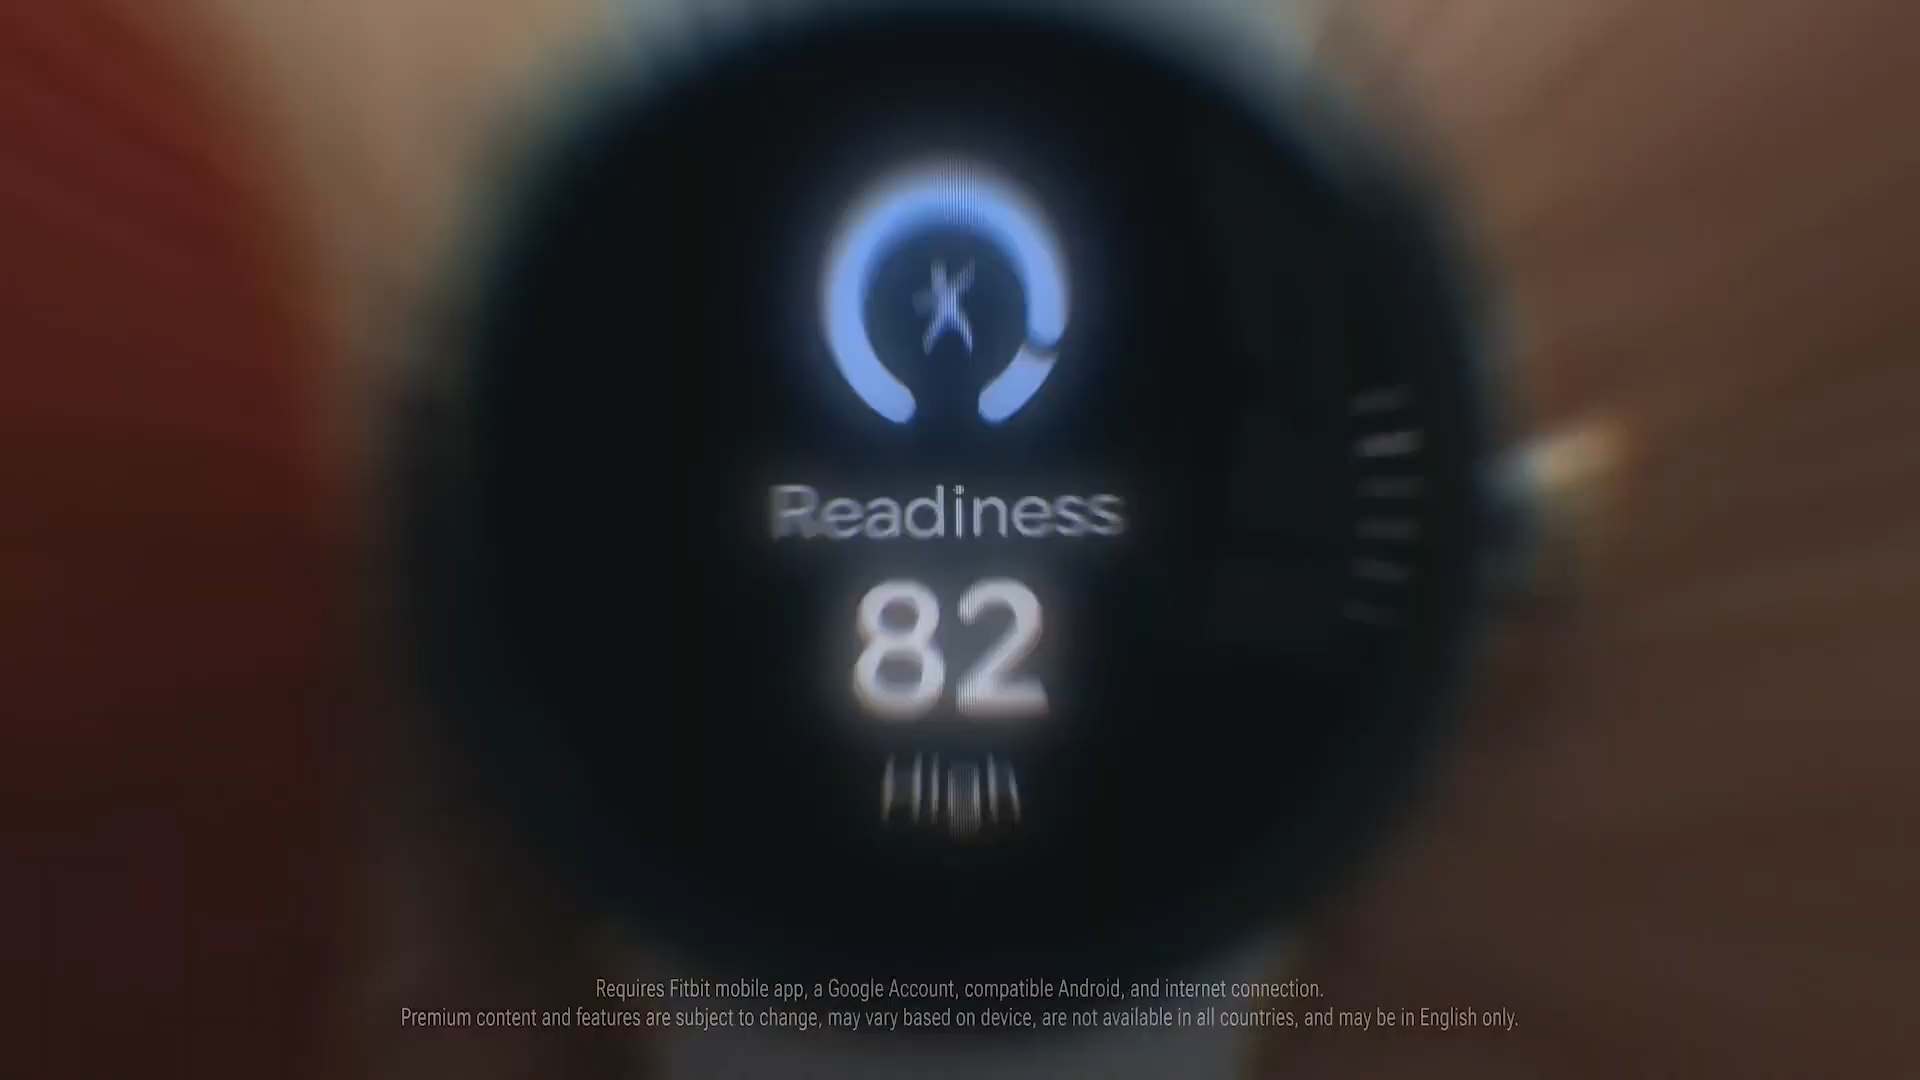 Readiness
82
High
Requires Fitbit mobile app, a Google Account, compatible Android, and internet connection.
Premium content and features are subject to change, may vary based on device, are not available in all countries, and may be in English only.